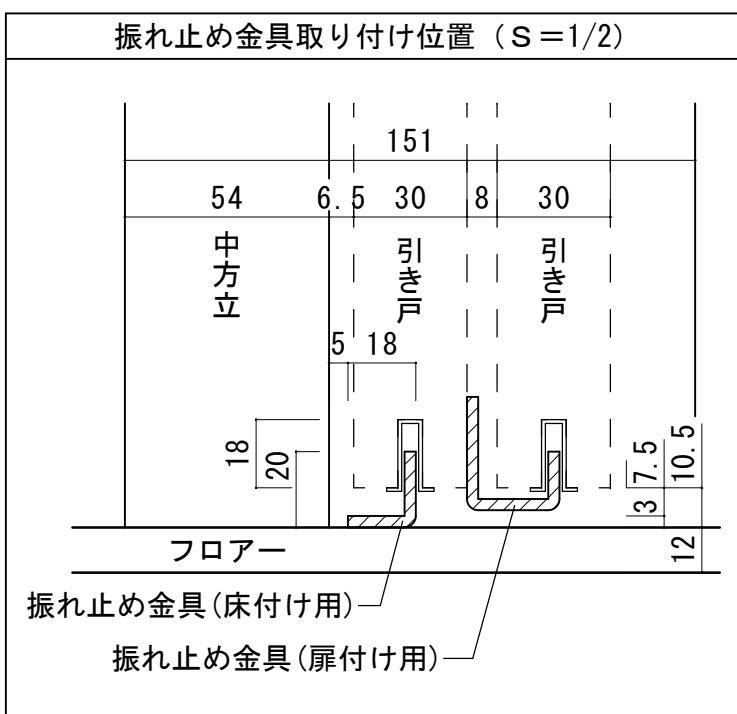 振れ止め金具取り付け位置（S＝1/2）
151
54 6.5 30 8 30
中方立
引き戸
引き戸
5 18
18
20
7.5
10.5
3
12
フロアー
振れ止め金具(床付け用)
振れ止め金具(扉付け用)